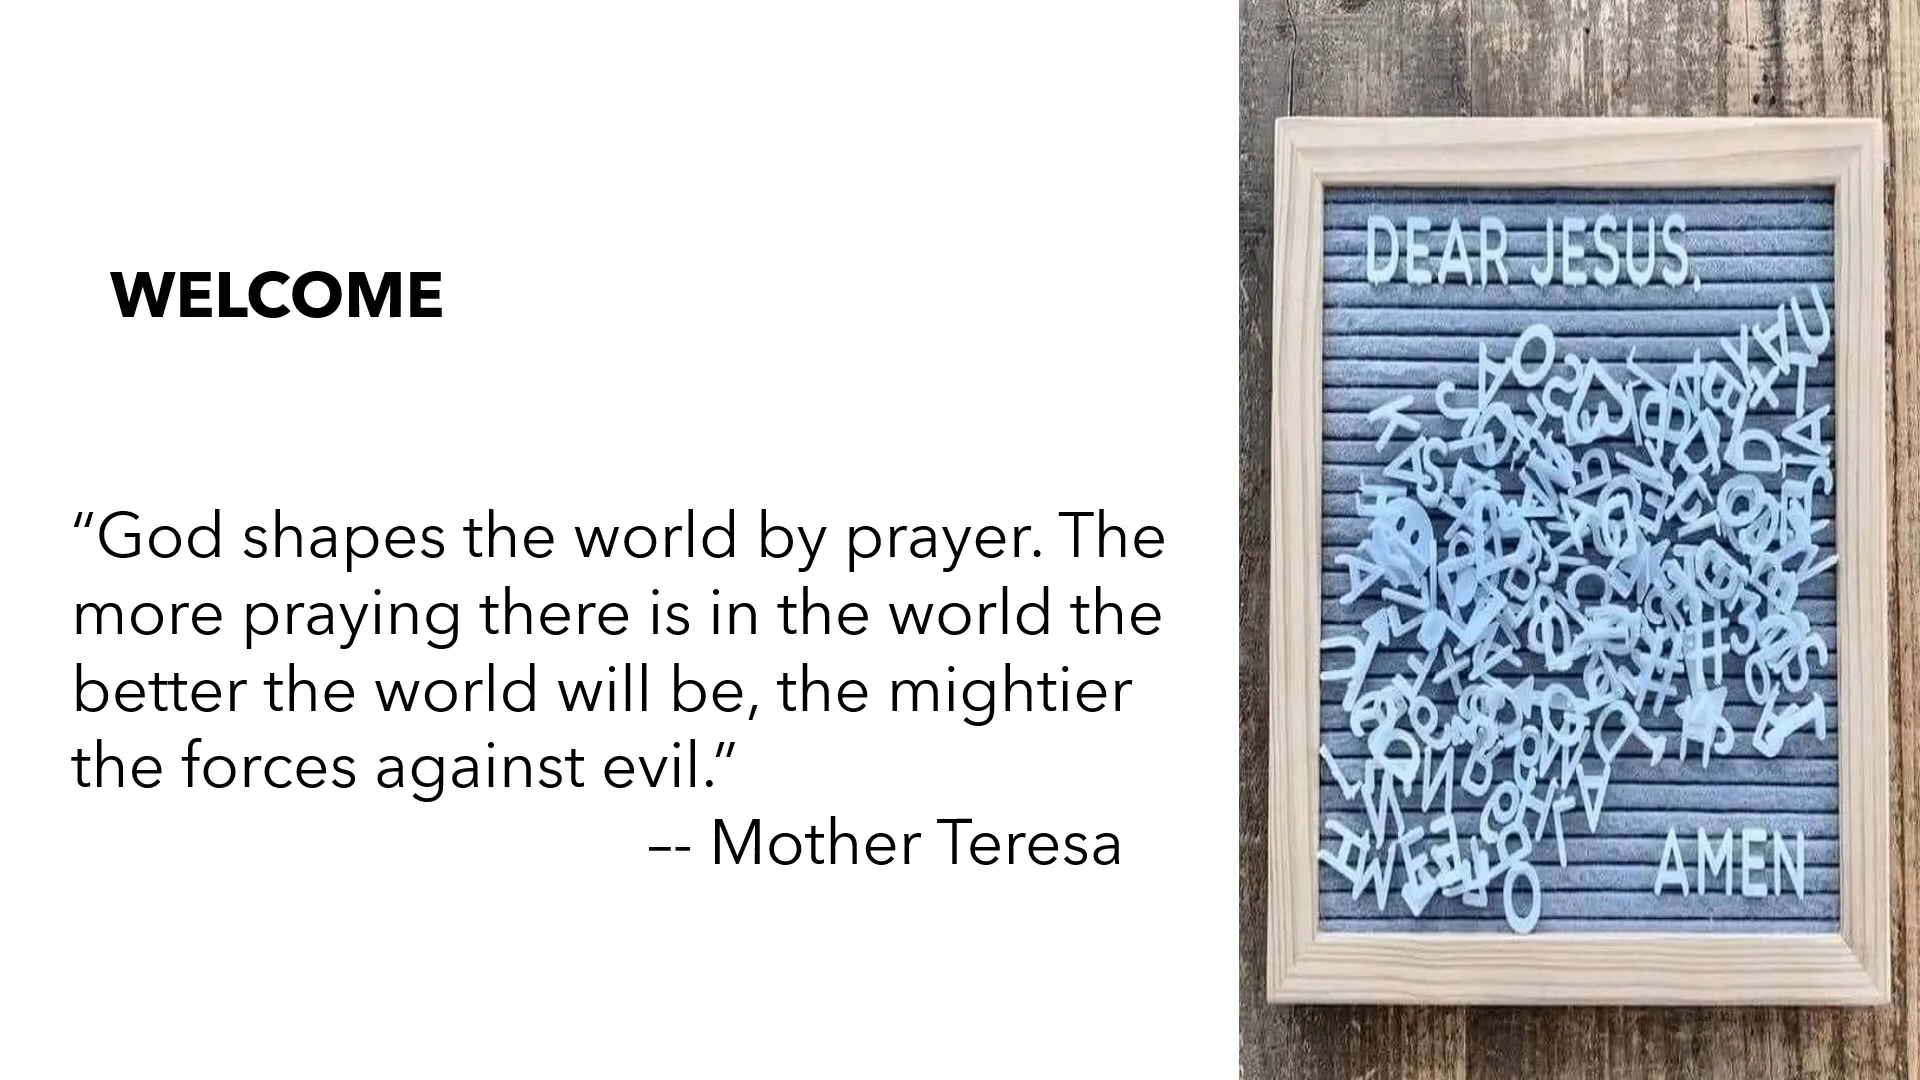 WELCOME
“God shapes the world by prayer. The
more praying there is in the world the
better the world will be, the mightier
the forces against evil.”
-- Mother Teresa
DEAR JESUS,
AMEN